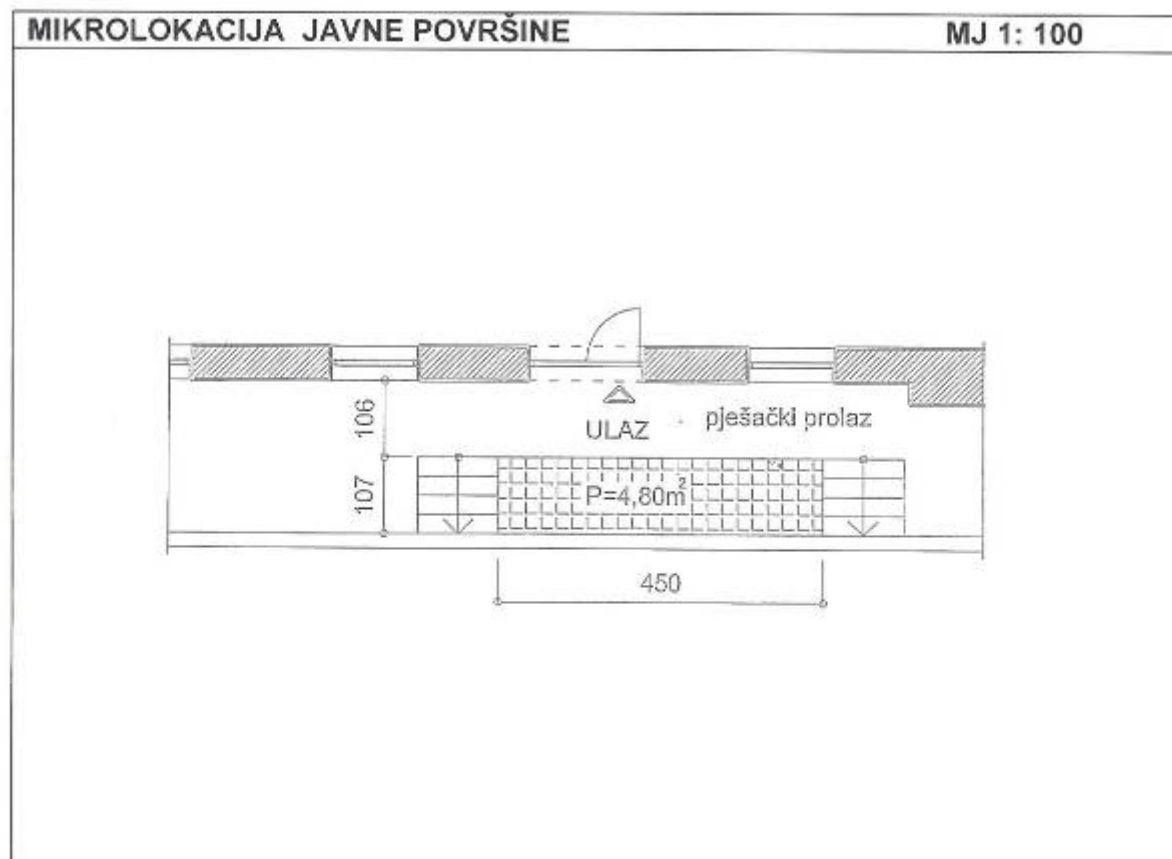 MIKROLOKACIJA JAVNE POVRŠINE
MJ 1: 100
106
ULAZ
pješački prolaz
107
P=4,80m²
450